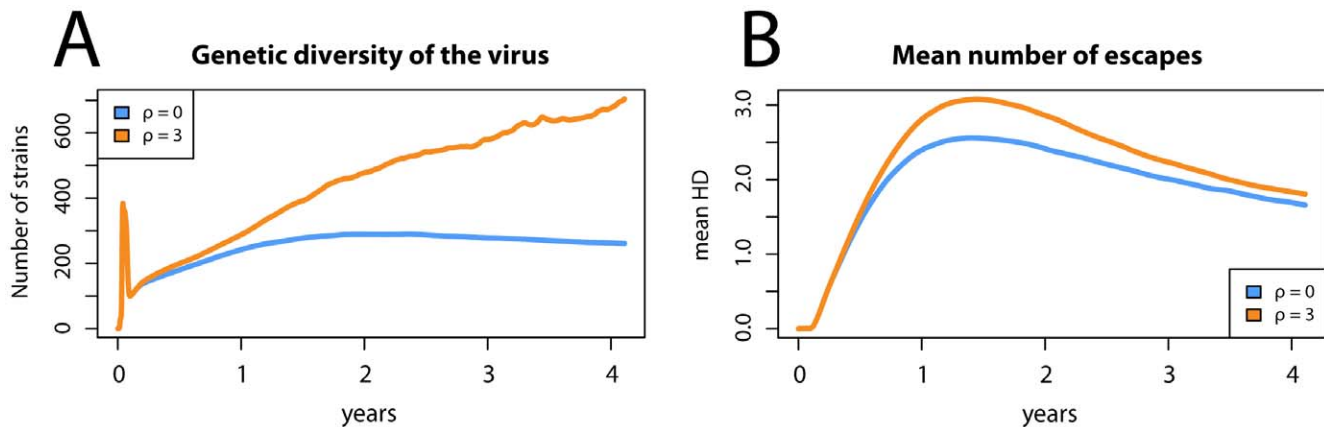 A
Genetic diversity of the virus
ρ = 0
ρ = 3
Number of strains
0
200
400
600
0 1 2 3 4
years
B
Mean number of escapes
mean HD
0.0
1.0
2.0
3.0
ρ = 0
ρ = 3
0 1 2 3 4
years